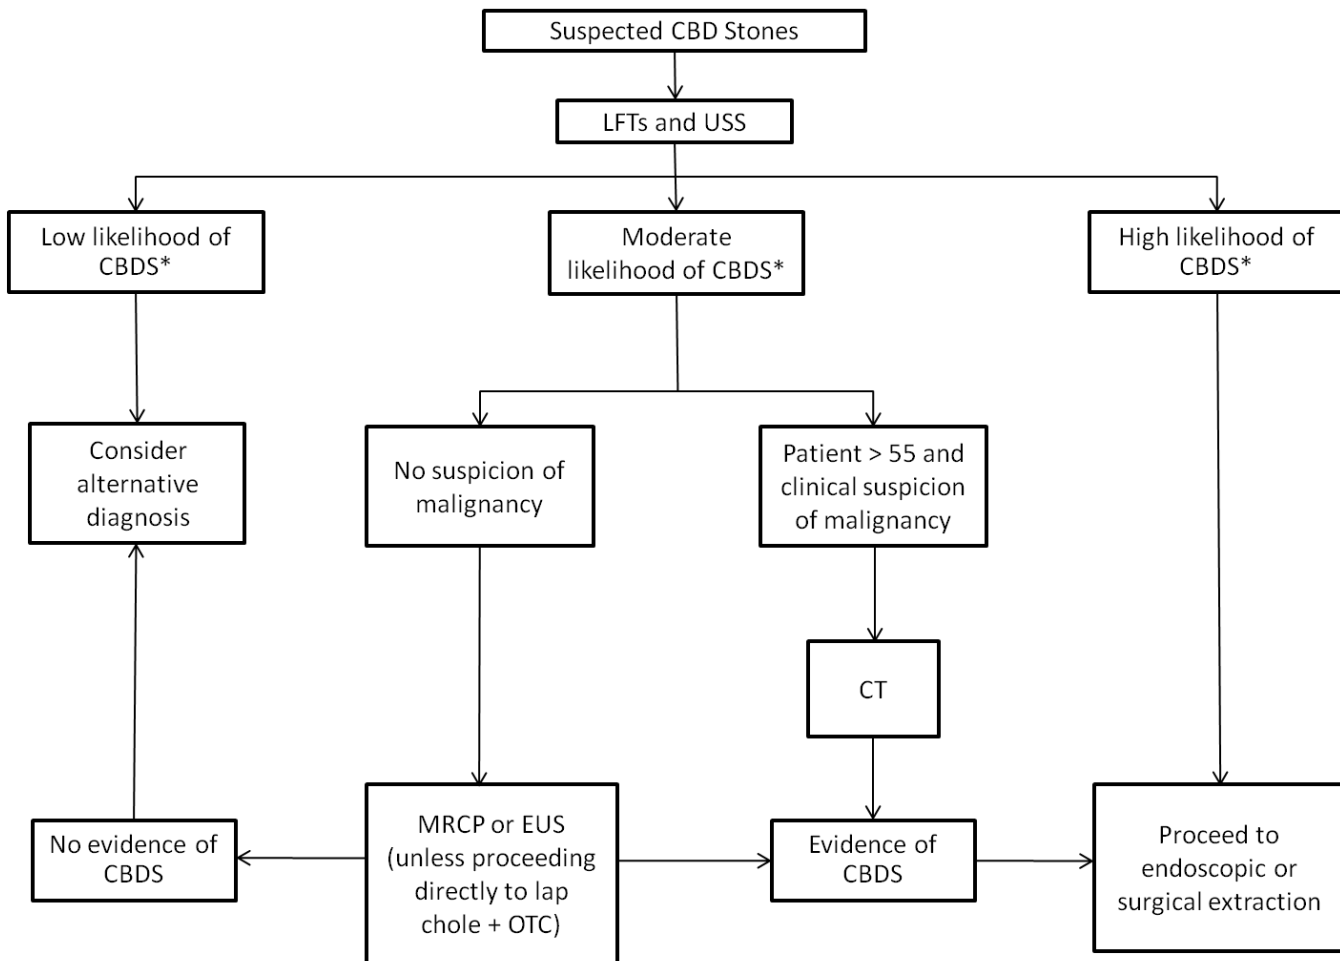 Suspected CBD Stones
LFTs and USS
Low likelihood of
CBDS*
Moderate
likelihood of CBDS*
High likelihood of
CBDS*
Consider
alternative
diagnosis
No suspicion of
malignancy
Patient > 55 and
clinical suspicion
of malignancy
CT
No evidence of
CBDS
MRCP or EUS
(unless proceeding
directly to lap
chole + OTC)
Evidence of
CBDS
Proceed to
endoscopic or
surgical extraction